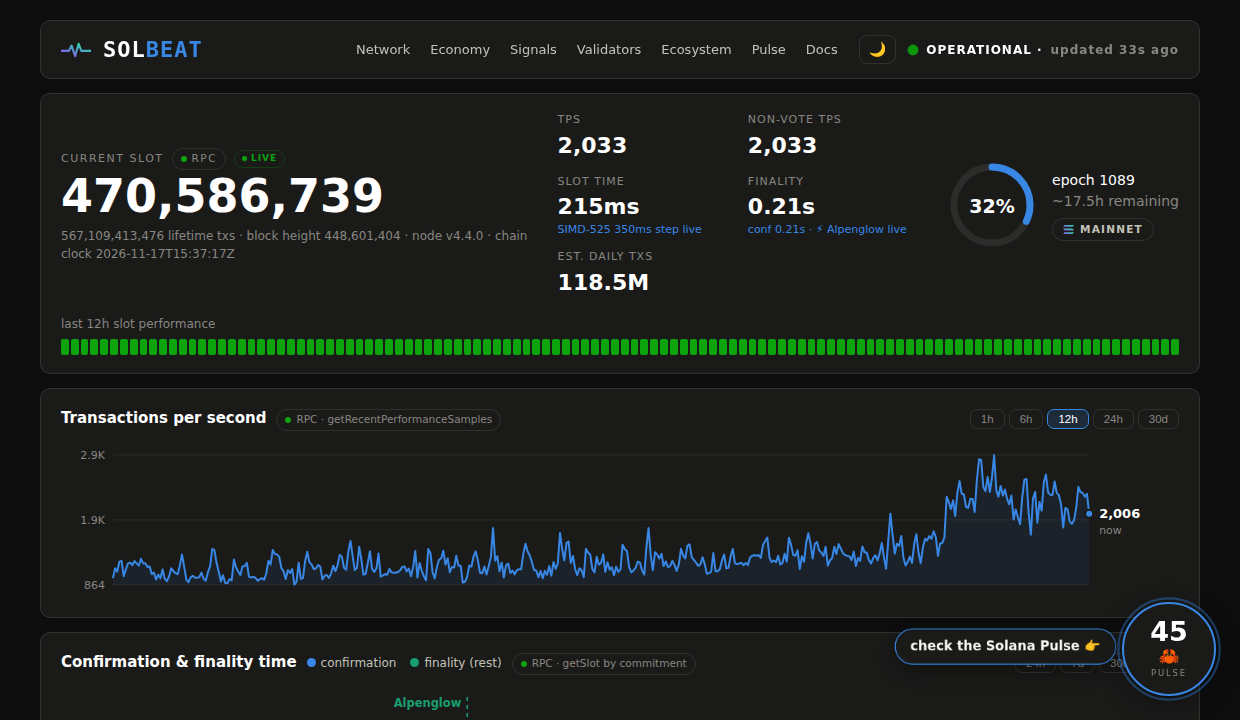 SOLBEAT
Network Economy Signals Validators Ecosystem Pulse Docs
OPERATIONAL · updated 33s ago
CURRENT SLOT RPC LIVE
470,586,739
567,109,413,476 lifetime txs · block height 448,601,404 · node v4.4.0 · chain
clock 2026-11-17T15:37:17Z
TPS
2,033
NON-VOTE TPS
2,033
SLOT TIME
215ms
SIMD-525 350ms step live
FINALITY
0.21s
conf 0.21s · ⚡ Alpenglow live
EST. DAILY TXS
118.5M
32%
epoch 1089
~17.5h remaining
MAINNET
last 12h slot performance
Transactions per second RPC · getRecentPerformanceSamples
1h 6h 12h 24h 30d
2.9K
1.9K
864
2,006
now
Confirmation & finality time confirmation finality (rest) RPC · getSlot by commitment
Alpenglow
check the Solana Pulse 👉
45
PULSE